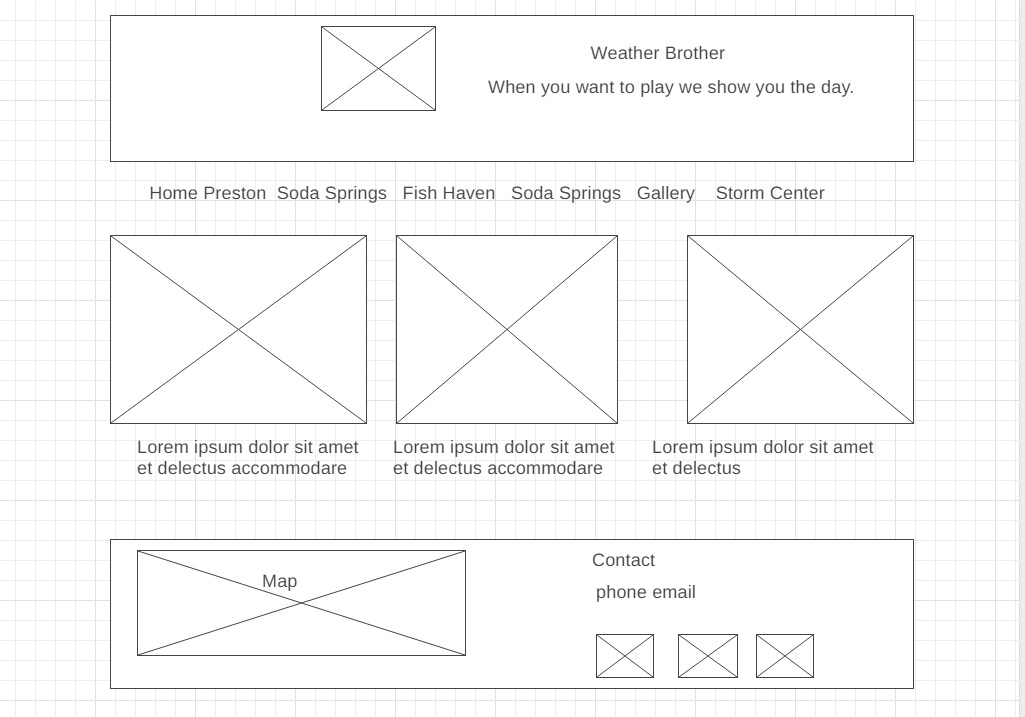 Weather Brother
When you want to play we show you the day.
Home Preston Soda Springs Fish Haven Soda Springs Gallery Storm Center
Lorem ipsum dolor sit amet
et delectus accommodare
Lorem ipsum dolor sit amet
et delectus accommodare
Lorem ipsum dolor sit amet
et delectus
Map
Contact
phone email